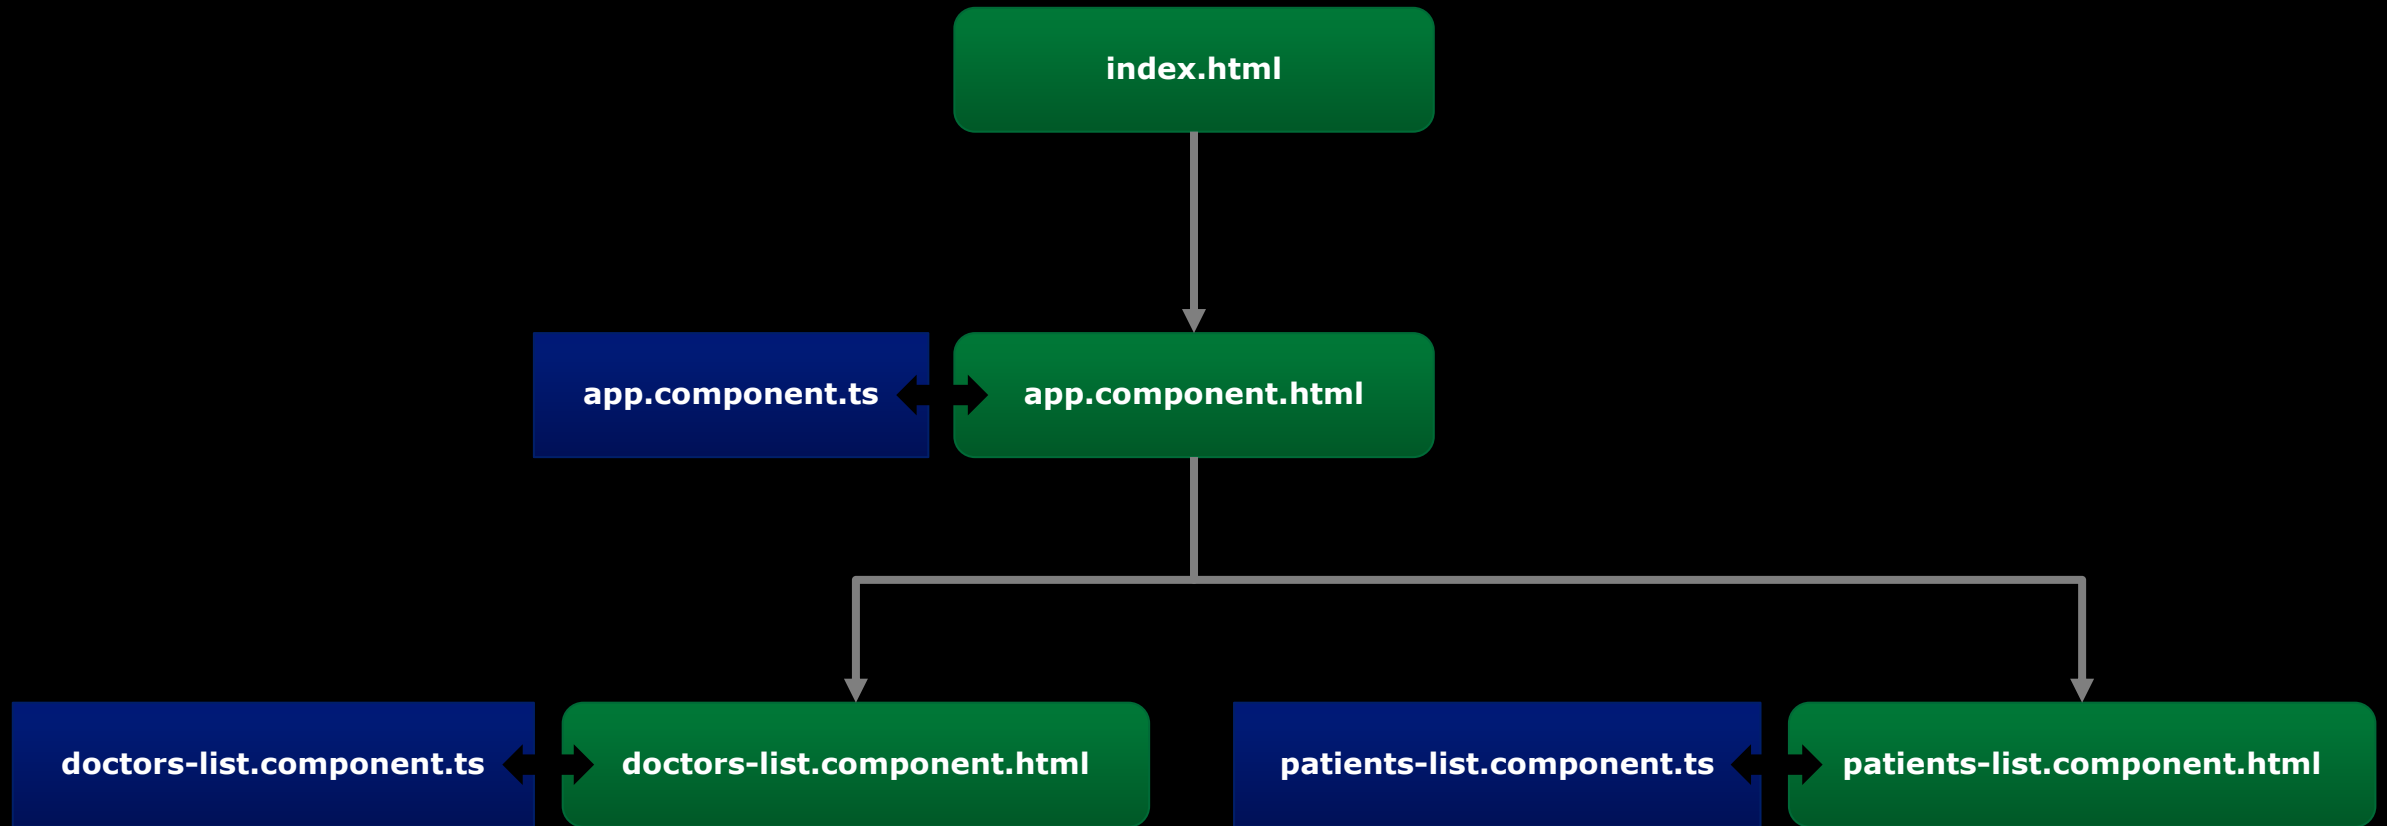 index.html
app.component.ts
app.component.html
doctors-list.component.ts
doctors-list.component.html
patients-list.component.ts
patients-list.component.html